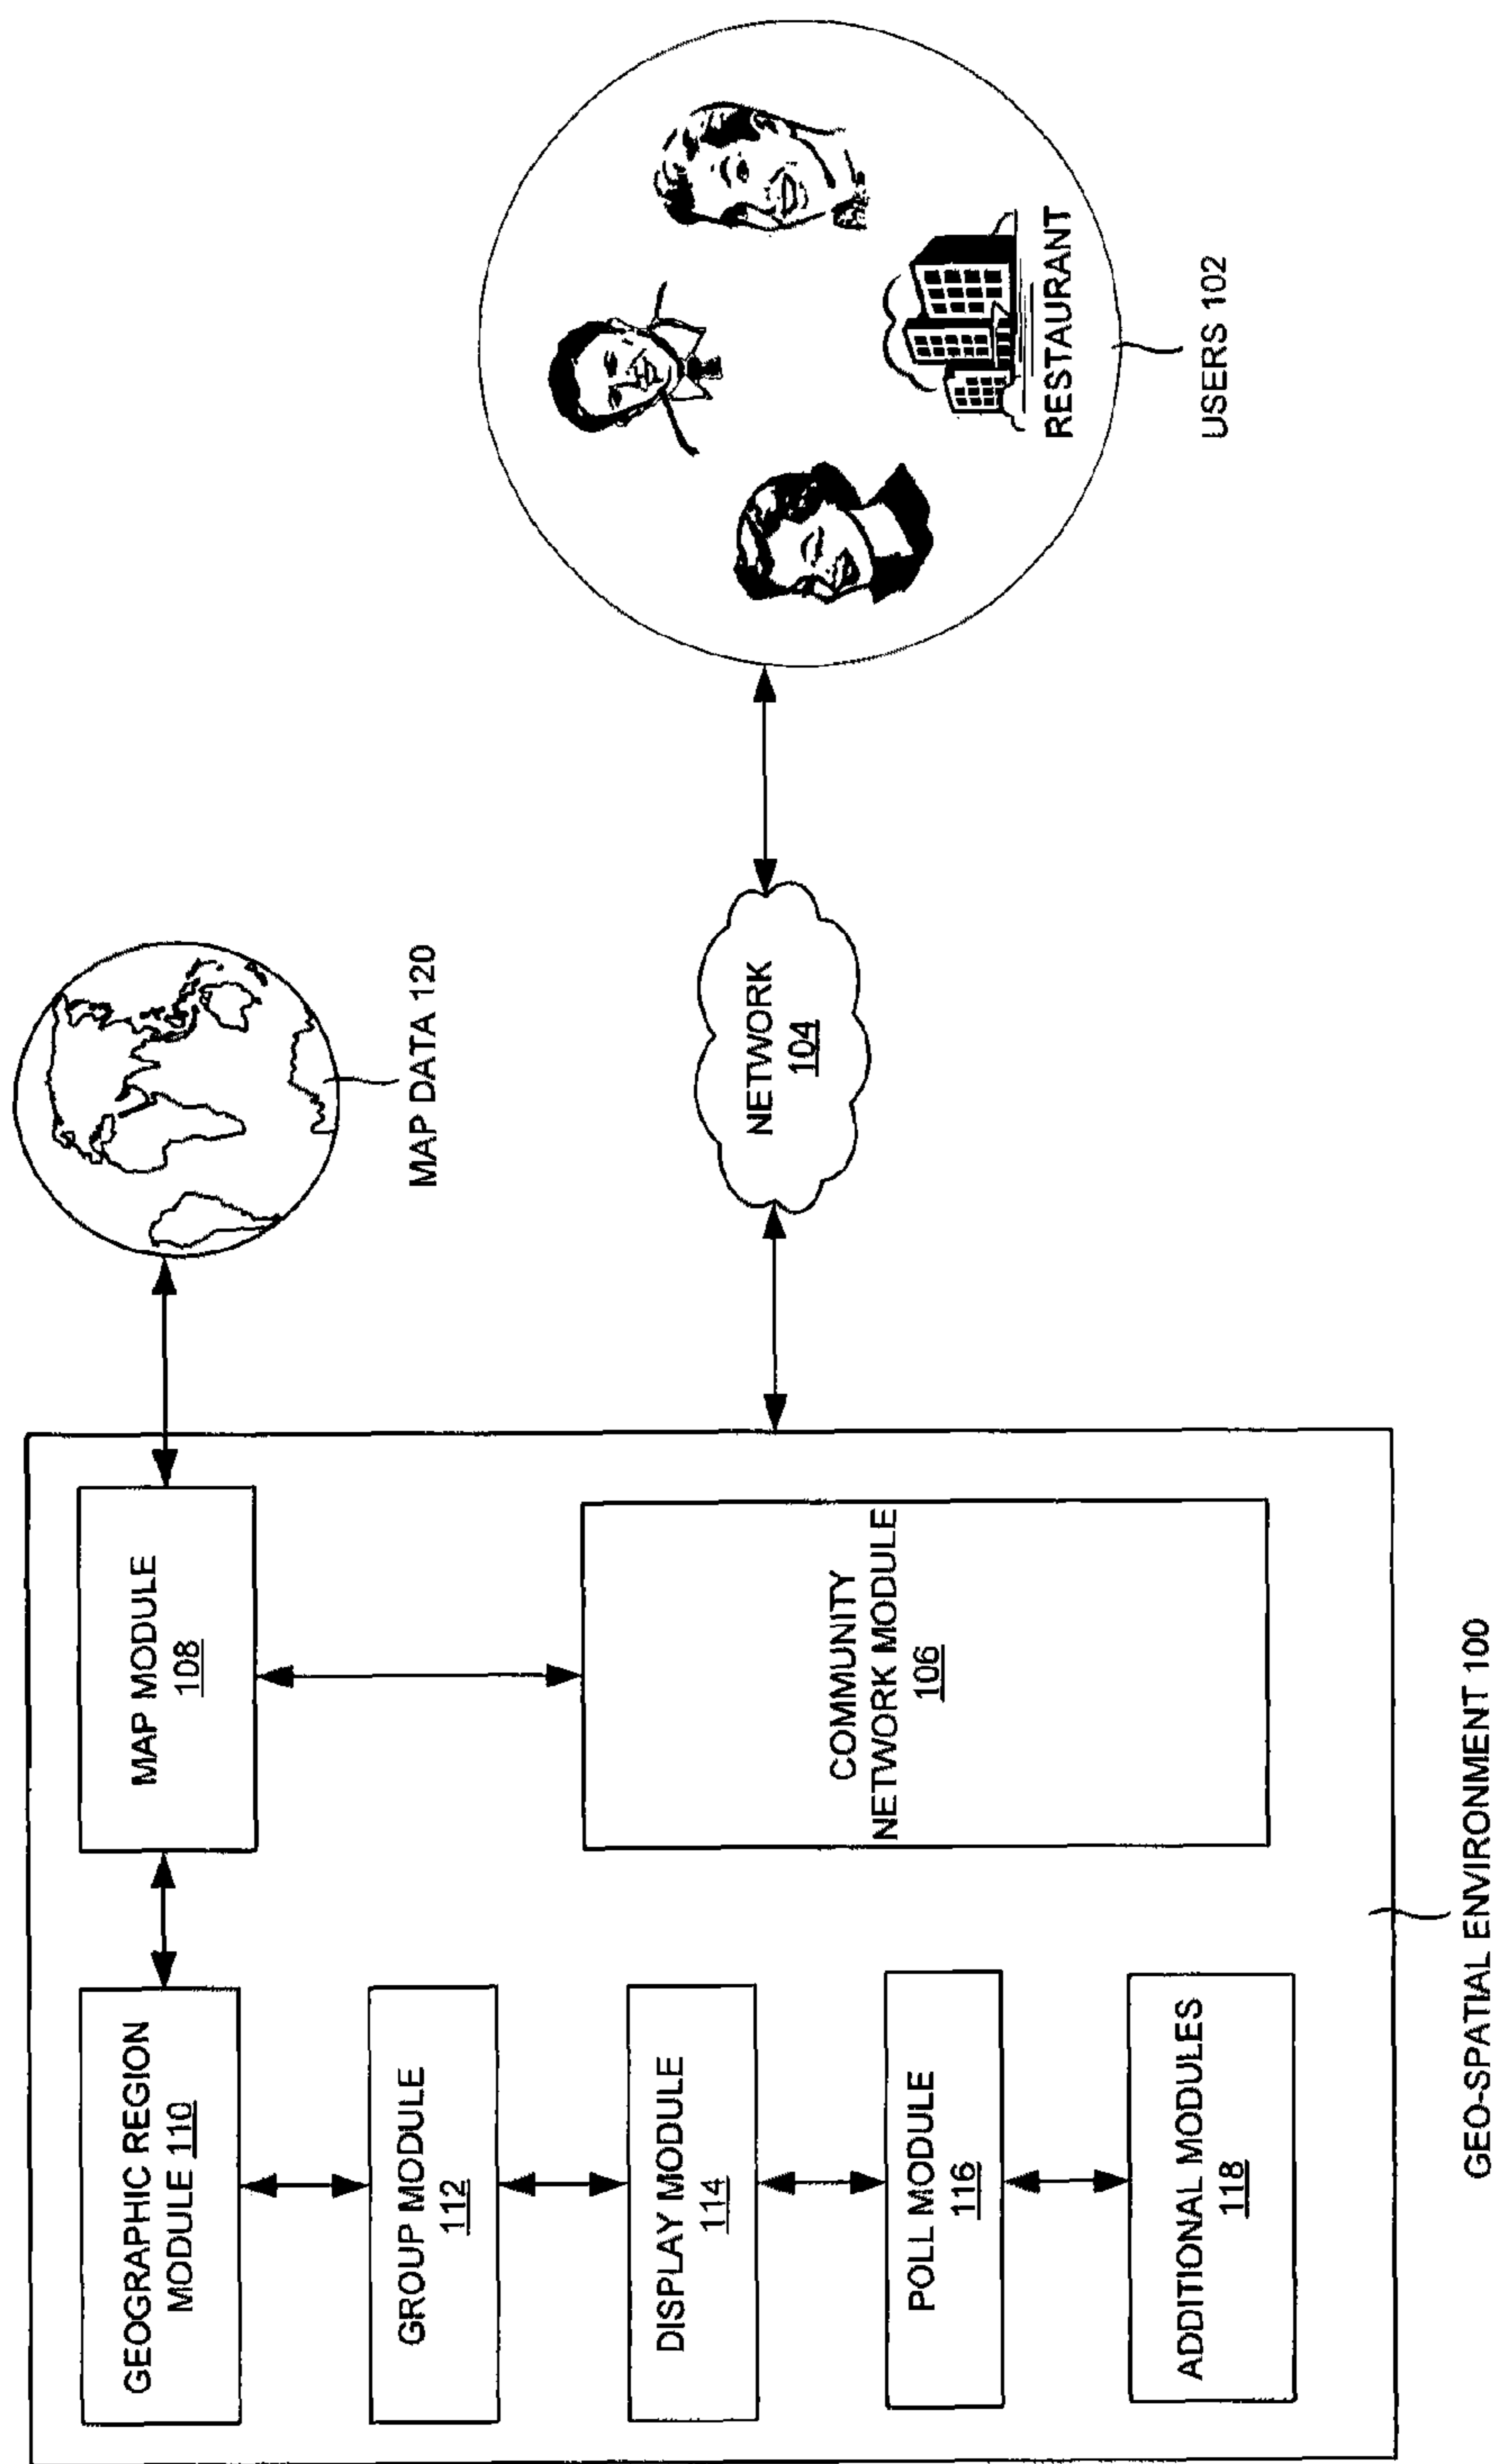 GEOGRAPHIC REGION
MODULE 110
MAP MODULE
108
MAP DATA 120
GROUP MODULE
112
DISPLAY MODULE
114
POLL MODULE
116
ADDITIONAL MODULES
118
COMMUNITY
NETWORK MODULE
106
NETWORK
104
RESTAURANT
USERS 102
GEO-SPATIAL ENVIRONMENT 100